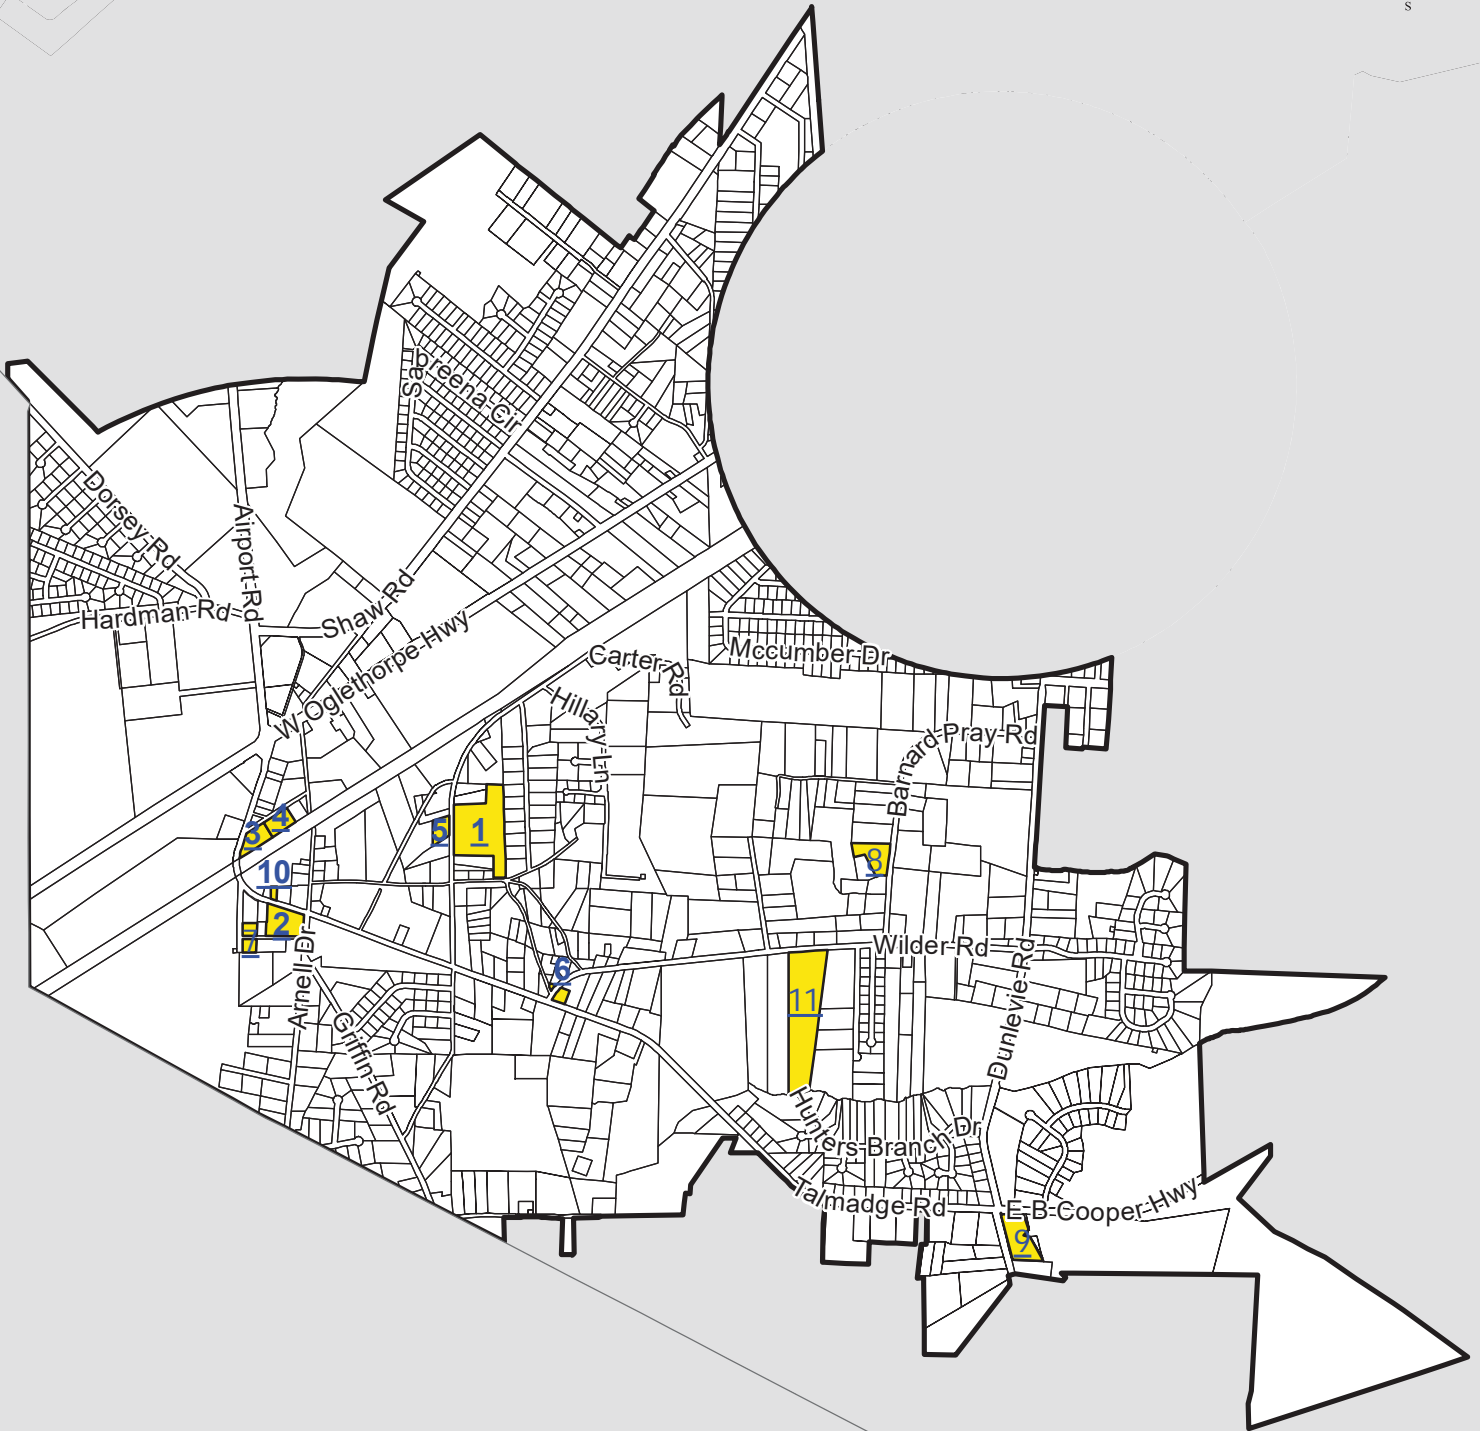 s
Sa
breena Cir
Dorsey Rd
Airport Rd
Hardman Rd
Shaw Rd
W Oglethorpe Hwy
Carter Rd
Mccumber Dr
Hillary Ln
Barnard Pray Rd
3
4
5
1
8
10
2
7
Arnell Dr
6
Wilder Rd
11
Dunlevie Rd
Griffin Rd
Hunters Branch Dr
Talmadge Rd
E B Cooper Hwy
9